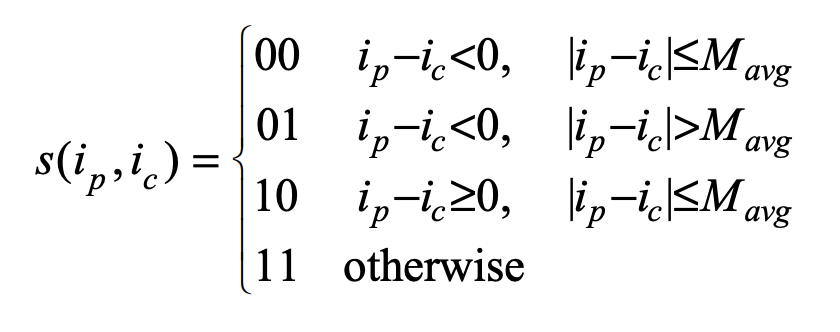 00 i_p−i_c<0, |i_p−i_c|≤M_avg
01 i_p−i_c<0, |i_p−i_c|>M_avg
s(i_p,i_c) =
10 i_p−i_c≥0, |i_p−i_c|≤M_avg
11 otherwise